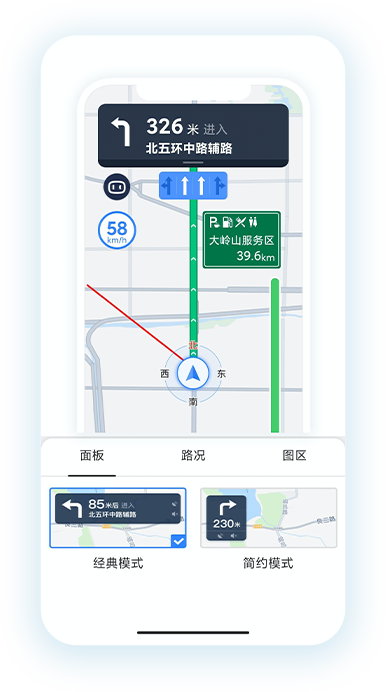 326 米 进入
北五环中路辅路
58
km/h
P
大岭山服务区
39.6km
北
西
东
南
面板
路况
图区
85米后 进入
北五环中路辅路
230米
经典模式
简约模式